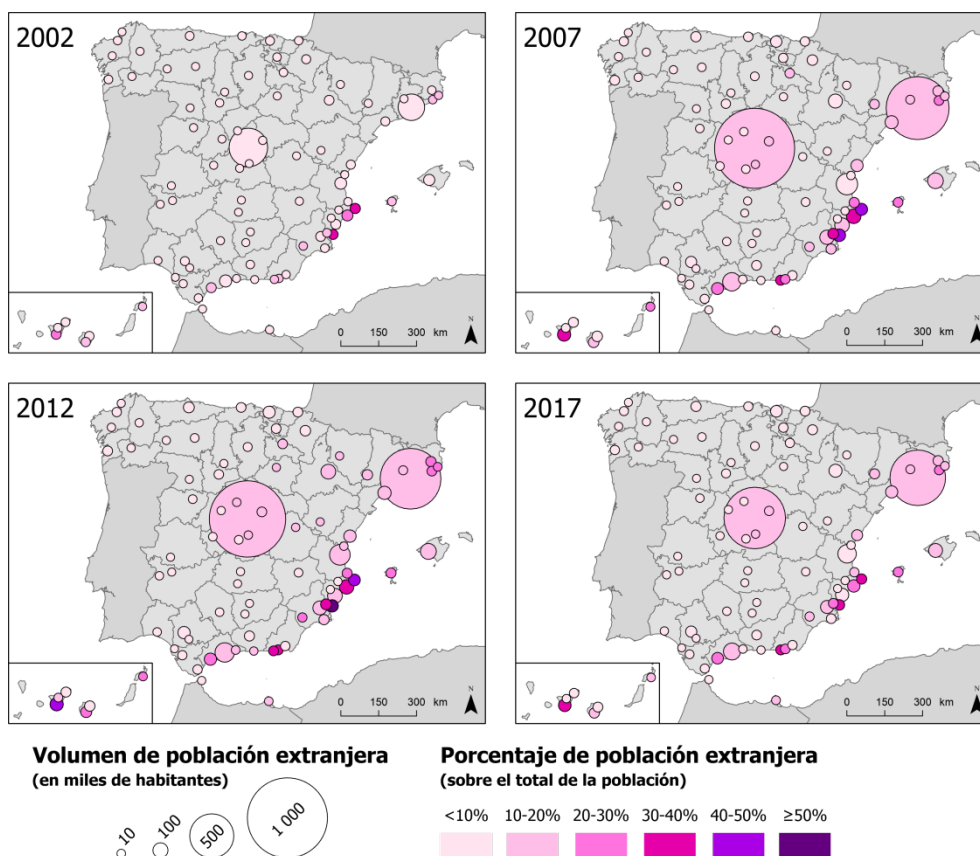 2002
N
0 150 300 km
2007
N
0 150 300 km
2012
N
0 150 300 km
2017
N
0 150 300 km
Volumen de población extranjera
(en miles de habitantes)
10 100 500 1 000
Porcentaje de población extranjera
(sobre el total de la población)
<10% 10-20% 20-30% 30-40% 40-50% ≥50%